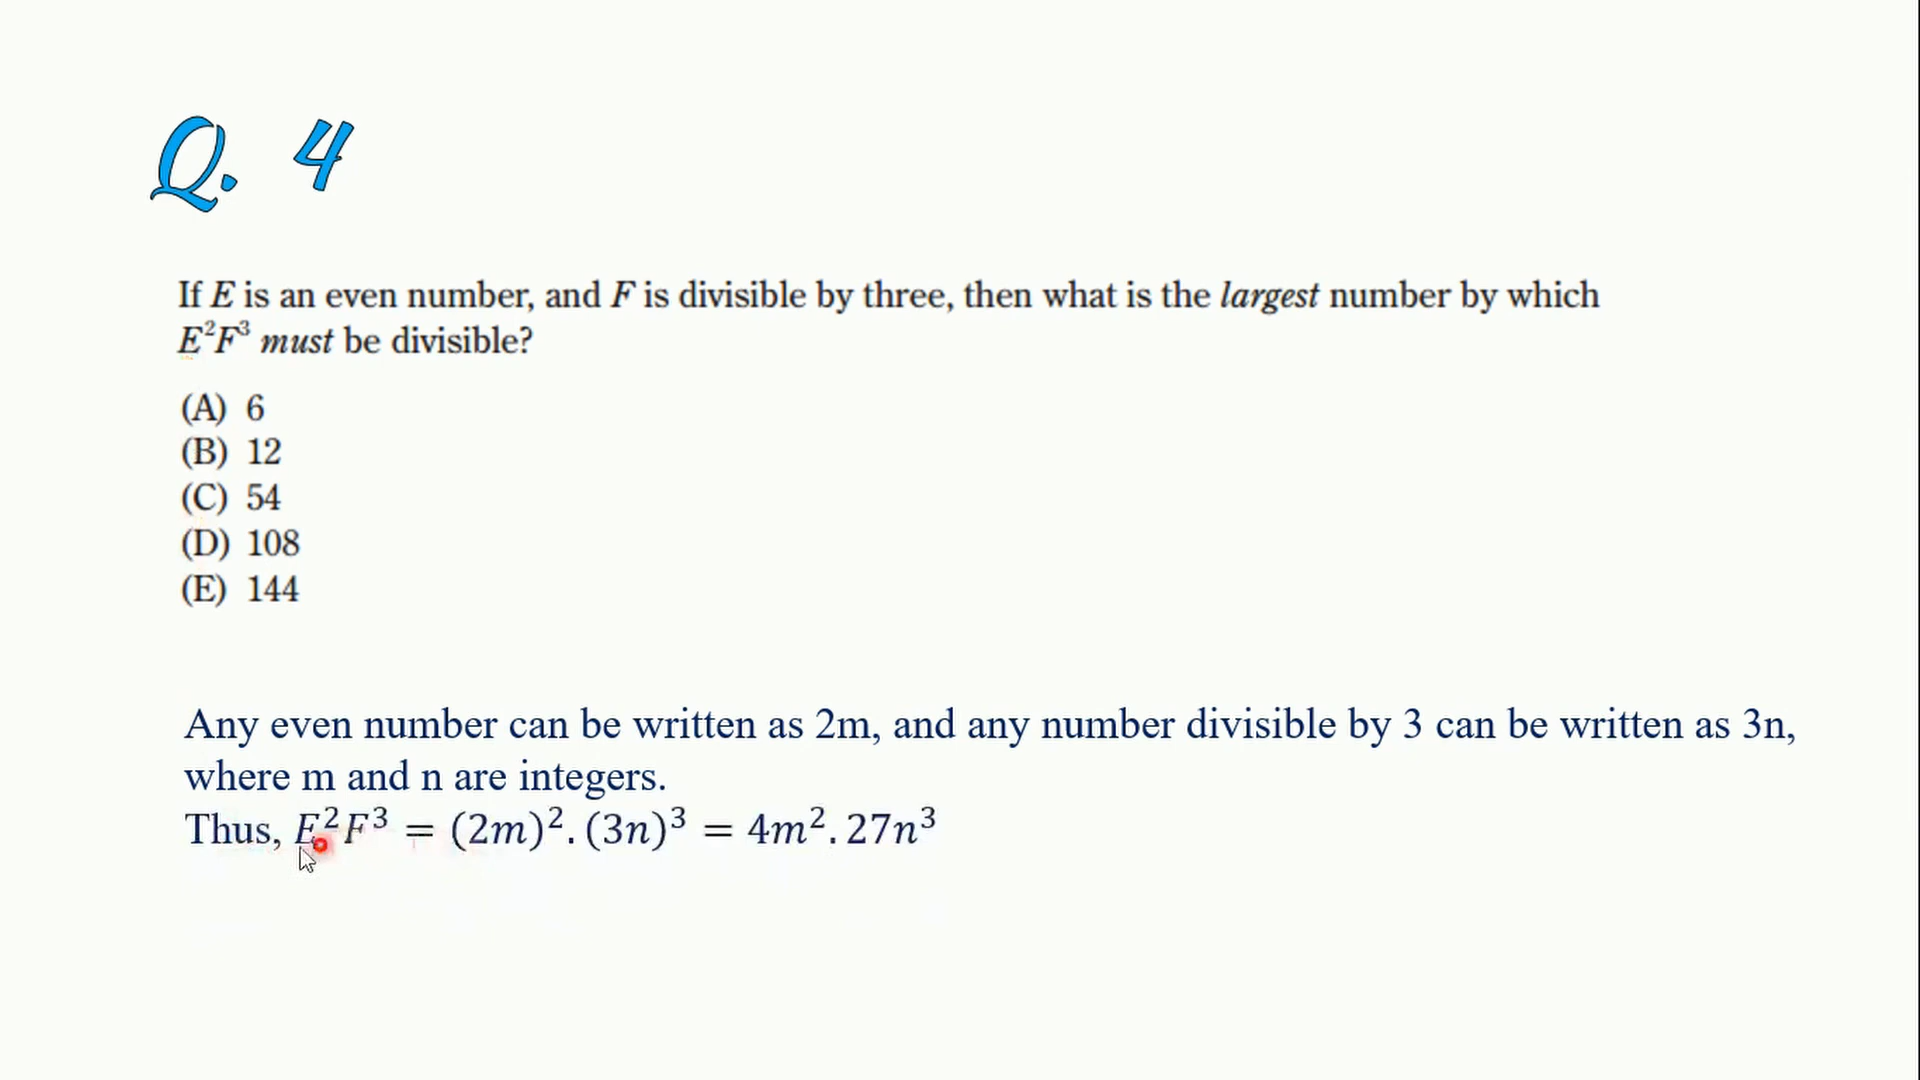 Q. 4
If E is an even number, and F is divisible by three, then what is the largest number by which
E²F³ must be divisible?
(A) 6
(B) 12
(C) 54
(D) 108
(E) 144
Any even number can be written as 2m, and any number divisible by 3 can be written as 3n,
where m and n are integers.
Thus, E²F³ = (2m)².(3n)³ = 4m².27n³